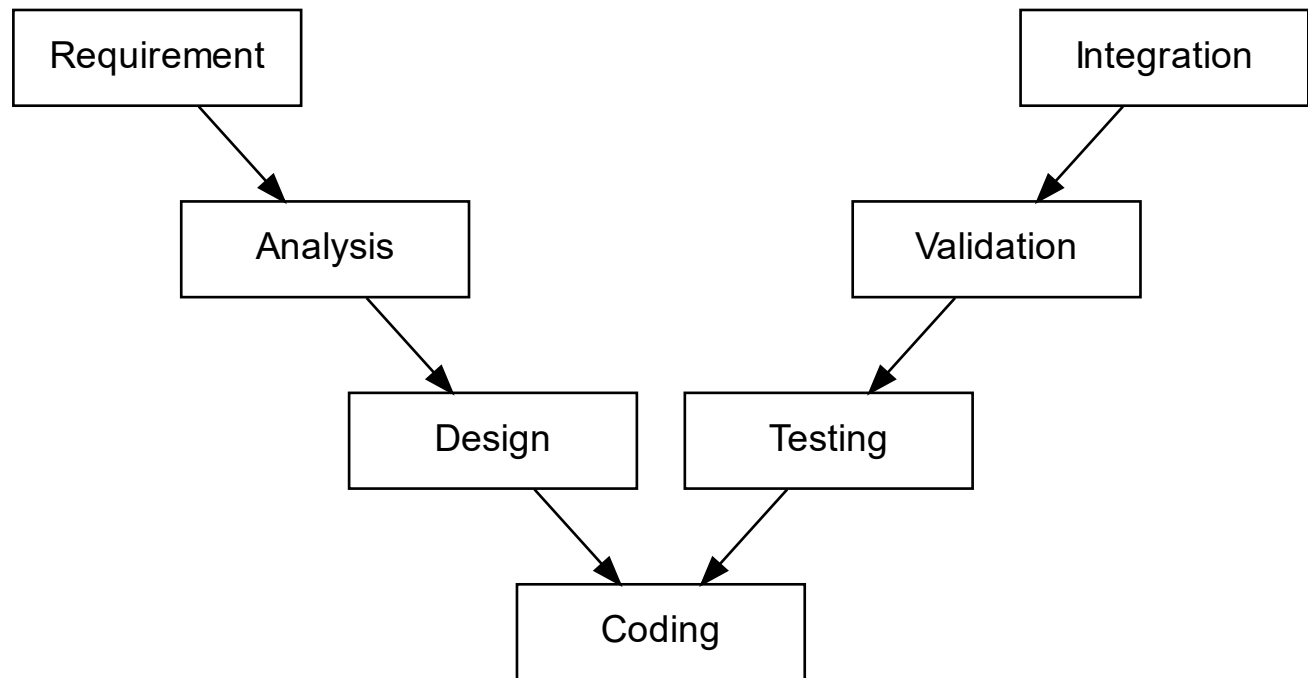 Requirement
Integration
Analysis
Validation
Design
Testing
Coding